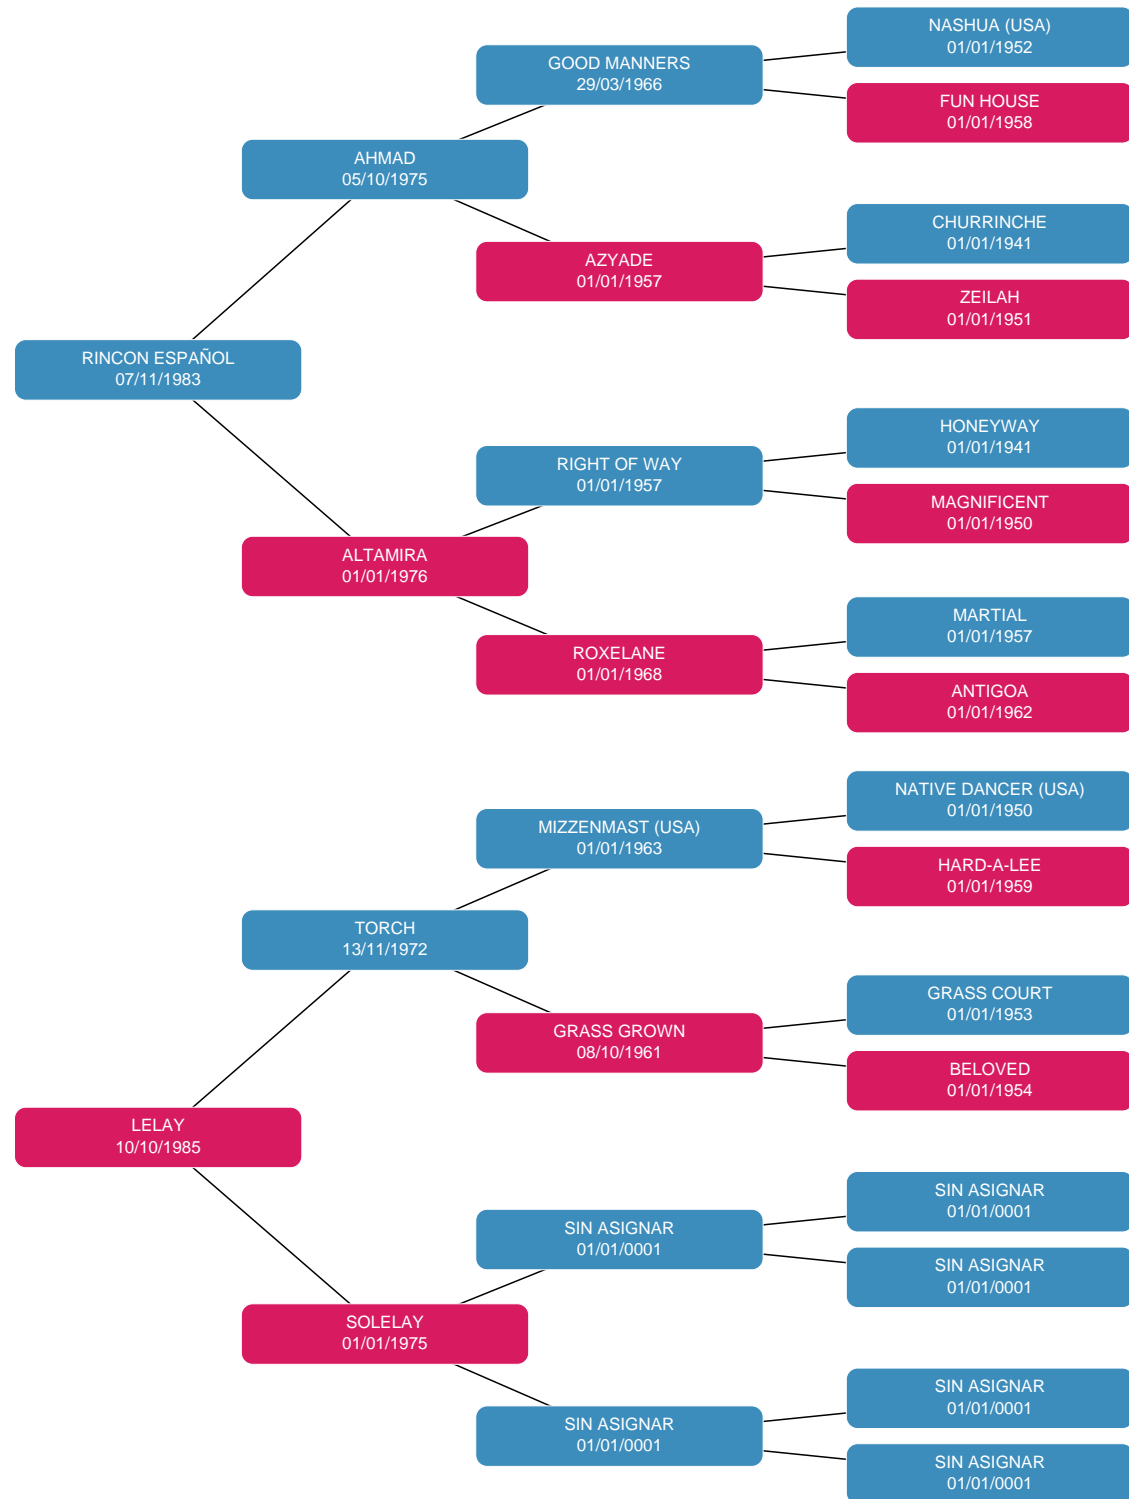 NASHUA (USA)
01/01/1952
GOOD MANNERS
29/03/1966
FUN HOUSE
01/01/1958
AHMAD
05/10/1975
CHURRINCHE
01/01/1941
AZYADE
01/01/1957
ZEILAH
01/01/1951
RINCON ESPAÑOL
07/11/1983
HONEYWAY
01/01/1941
RIGHT OF WAY
01/01/1957
MAGNIFICENT
01/01/1950
ALTAMIRA
01/01/1976
MARTIAL
01/01/1957
ROXELANE
01/01/1968
ANTIGOA
01/01/1962
NATIVE DANCER (USA)
01/01/1950
MIZZENMAST (USA)
01/01/1963
HARD-A-LEE
01/01/1959
TORCH
13/11/1972
GRASS COURT
01/01/1953
GRASS GROWN
08/10/1961
BELOVED
01/01/1954
LELAY
10/10/1985
SIN ASIGNAR
01/01/0001
SIN ASIGNAR
01/01/0001
SIN ASIGNAR
01/01/0001
SOLELAY
01/01/1975
SIN ASIGNAR
01/01/0001
SIN ASIGNAR
01/01/0001
SIN ASIGNAR
01/01/0001